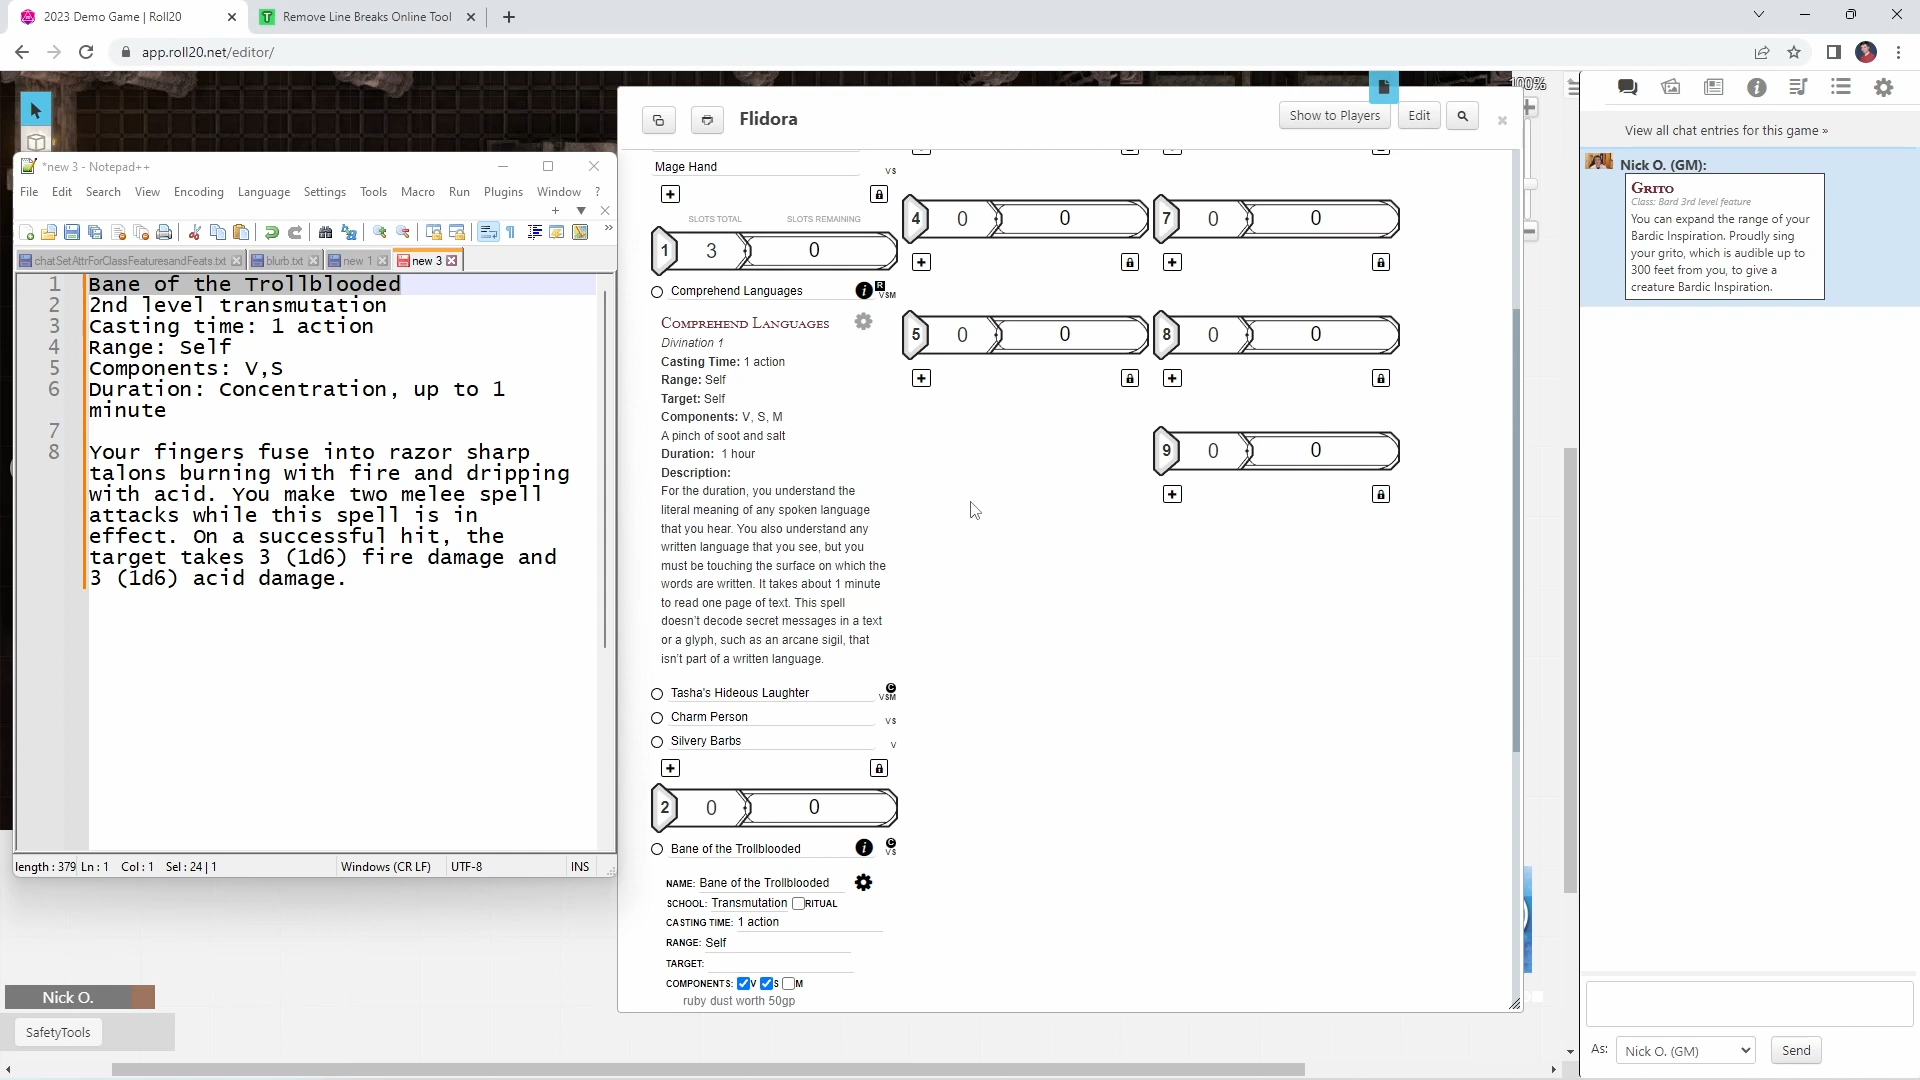 2023 Demo Game | Roll20
Remove Line Breaks Online Tool
app.roll20.net/editor/
*new 3 - Notepad++
File Edit Search View Encoding Language Settings Tools Macro Run Plugins Window ?
chatSetAttrForClassFeaturesandFeats.txt blurb.txt new 1 new 3
1 Bane of the Trollblooded
2 2nd level transmutation
3 Casting time: 1 action
4 Range: Self
5 Components: V,S
6 Duration: Concentration, up to 1
minute
7
8 Your fingers fuse into razor sharp
talons burning with fire and dripping
with acid. You make two melee spell
attacks while this spell is in
effect. On a successful hit, the
target takes 3 (1d6) fire damage and
3 (1d6) acid damage.
length : 379 Ln : 1 Col : 1 Sel : 24 | 1 Windows (CR LF) UTF-8 INS
Nick O.
SafetyTools
Flidora
Show to Players Edit
Mage Hand VS
SLOTS TOTAL SLOTS REMAINING
1 3 0
Comprehend Languages i R VSM
Comprehend Languages
Divination 1
Casting Time: 1 action
Range: Self
Target: Self
Components: V, S, M
A pinch of soot and salt
Duration: 1 hour
Description:
For the duration, you understand the
literal meaning of any spoken language
that you hear. You also understand any
written language that you see, but you
must be touching the surface on which the
words are written. It takes about 1 minute
to read one page of text. This spell
doesn't decode secret messages in a text
or a glyph, such as an arcane sigil, that
isn't part of a written language.
Tasha's Hideous Laughter C VSM
Charm Person VS
Silvery Barbs V
2 0 0
Bane of the Trollblooded i C VS
NAME: Bane of the Trollblooded
SCHOOL: Transmutation RITUAL
CASTING TIME: 1 action
RANGE: Self
TARGET:
COMPONENTS: V S M
ruby dust worth 50gp
4 0 0
5 0 0
7 0 0
8 0 0
9 0 0
100%
View all chat entries for this game »
Nick O. (GM):
Grito
Class: Bard 3rd level feature
You can expand the range of your
Bardic Inspiration. Proudly sing
your grito, which is audible up to
300 feet from you, to give a
creature Bardic Inspiration.
As: Nick O. (GM) Send